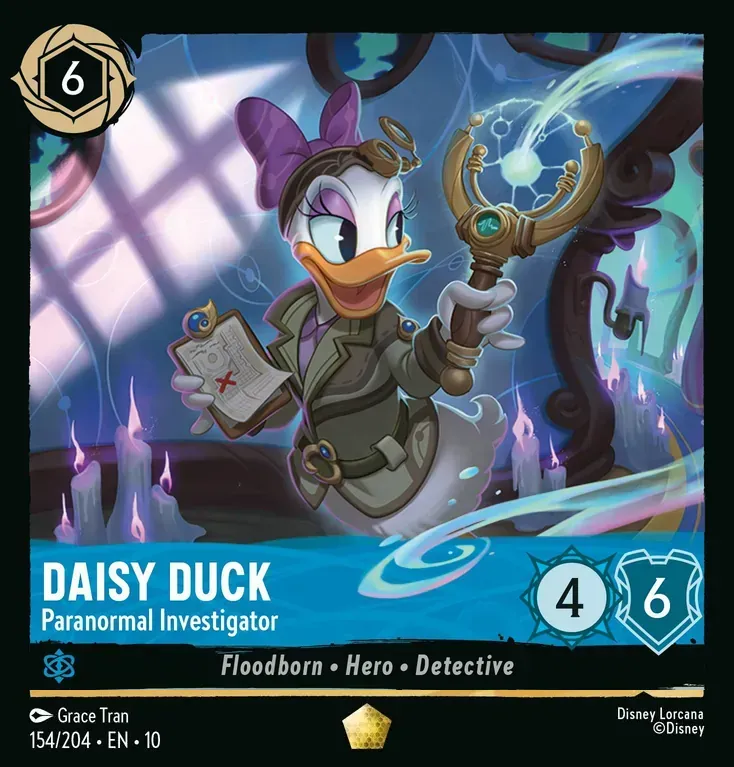 6
DAISY DUCK
Paranormal Investigator
4
6
Floodborn • Hero • Detective
Grace Tran
154/204 • EN • 10
Disney Lorcana
©Disney